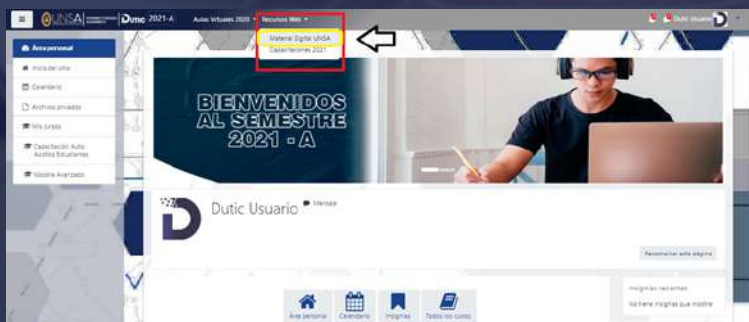 UNSA
Dutic 2021-A Aulas Virtuales 2020 Recursos Web Dutic Usuario
Material Digital UNSA
Capacitaciones 2021
Área personal
Inicio del sitio
Calendario
Archivos privados
Mis cursos
Capacitación Auto
Asistida Estudiantes
Moodle Avanzado
BIENVENIDOS
AL SEMESTRE
2021 - A
Dutic Usuario Mensaje
Personalizar esta página
Insignias recientes
No tiene insignias que mostrar
Área personal Calendario Insignias Todos los cursos